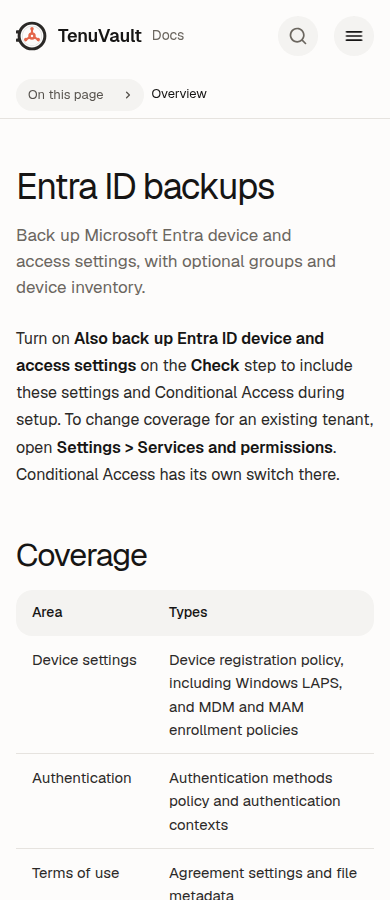 TenuVault Docs
On this page > Overview
Entra ID backups
Back up Microsoft Entra device and
access settings, with optional groups and
device inventory.
Turn on Also back up Entra ID device and
access settings on the Check step to include
these settings and Conditional Access during
setup. To change coverage for an existing tenant,
open Settings > Services and permissions.
Conditional Access has its own switch there.
Coverage
Area Types
Device settings Device registration policy,
including Windows LAPS,
and MDM and MAM
enrollment policies
Authentication Authentication methods
policy and authentication
contexts
Terms of use Agreement settings and file
metadata